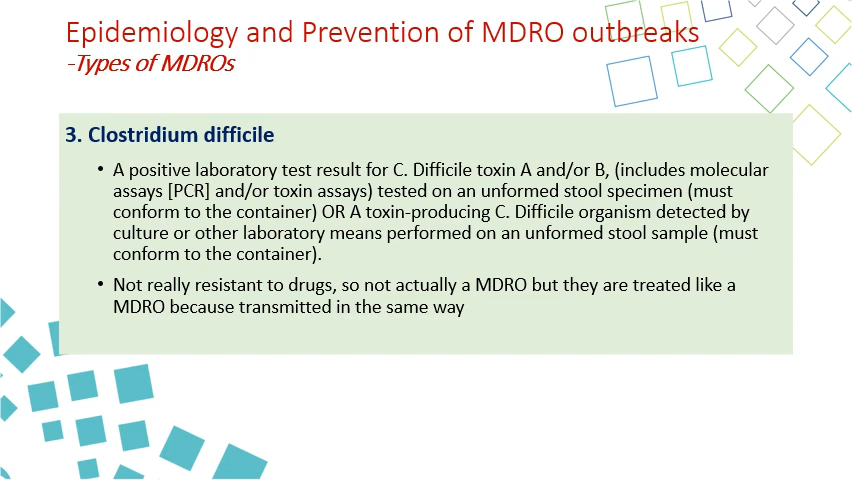 Epidemiology and Prevention of MDRO outbreaks
-Types of MDROs
3. Clostridium difficile
• A positive laboratory test result for C. Difficile toxin A and/or B, (includes molecular
assays [PCR] and/or toxin assays) tested on an unformed stool specimen (must
conform to the container) OR A toxin-producing C. Difficile organism detected by
culture or other laboratory means performed on an unformed stool sample (must
conform to the container).
• Not really resistant to drugs, so not actually a MDRO but they are treated like a
MDRO because transmitted in the same way